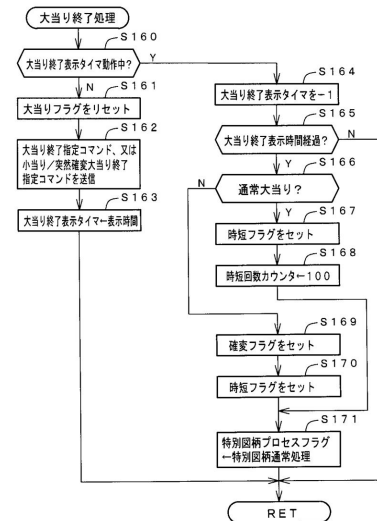 大当り終了処理
S160
大当り終了表示タイマ動作中?
Y
N
S161
大当りフラグをリセット
S162
大当り終了指定コマンド、又は
小当り/突然確変大当り終了
指定コマンドを送信
S163
大当り終了表示タイマ←表示時間
S164
大当り終了表示タイマを-1
S165
大当り終了表示時間経過?
N
Y
S166
通常大当り?
N
Y
S167
時短フラグをセット
S168
時短回数カウンター←100
S169
確変フラグをセット
S170
時短フラグをセット
S171
特別図柄プロセスフラグ
←特別図柄通常処理
RET